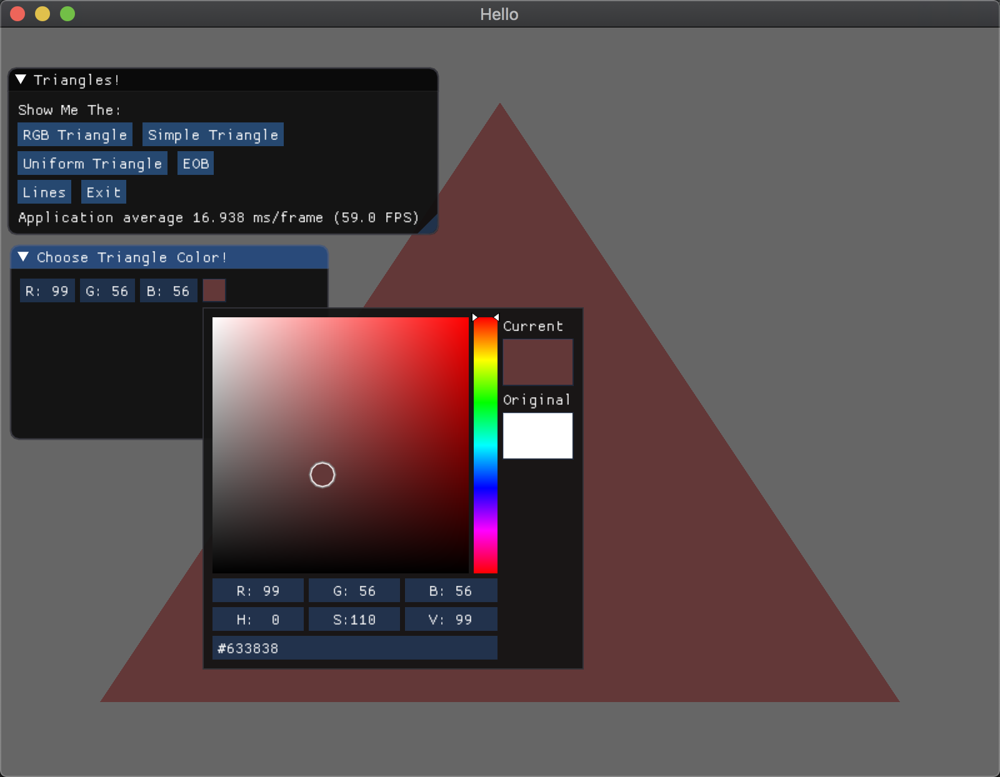 Hello
Triangles!
Show Me The:
RGB Triangle Simple Triangle
Uniform Triangle EOB
Lines Exit
Application average 16.938 ms/frame (59.0 FPS)
Choose Triangle Color!
R: 99 G: 56 B: 56
Current
Original
R: 99 G: 56 B: 56
H: 0 S:110 V: 99
#633838